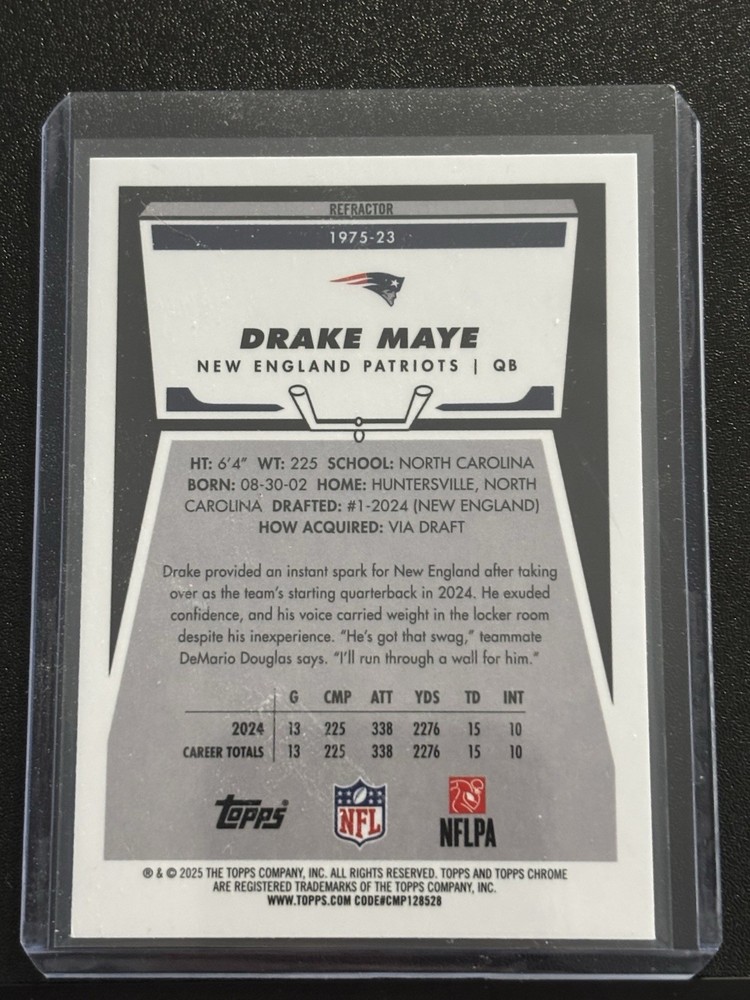 REFRACTOR
1975-23
DRAKE MAYE
NEW ENGLAND PATRIOTS | QB
HT: 6'4" WT: 225 SCHOOL: NORTH CAROLINA
BORN: 08-30-02 HOME: HUNTERSVILLE, NORTH
CAROLINA DRAFTED: #1-2024 (NEW ENGLAND)
HOW ACQUIRED: VIA DRAFT
Drake provided an instant spark for New England after taking
over as the team's starting quarterback in 2024. He exuded
confidence, and his voice carried weight in the locker room
despite his inexperience. "He's got that swag," teammate
DeMario Douglas says. "I'll run through a wall for him."
G CMP ATT YDS TD INT
2024 13 225 338 2276 15 10
CAREER TOTALS 13 225 338 2276 15 10
Topps NFL NFLPA
® & © 2025 THE TOPPS COMPANY, INC. ALL RIGHTS RESERVED. TOPPS AND TOPPS CHROME
ARE REGISTERED TRADEMARKS OF THE TOPPS COMPANY, INC.
WWW.TOPPS.COM CODE#CMP128528